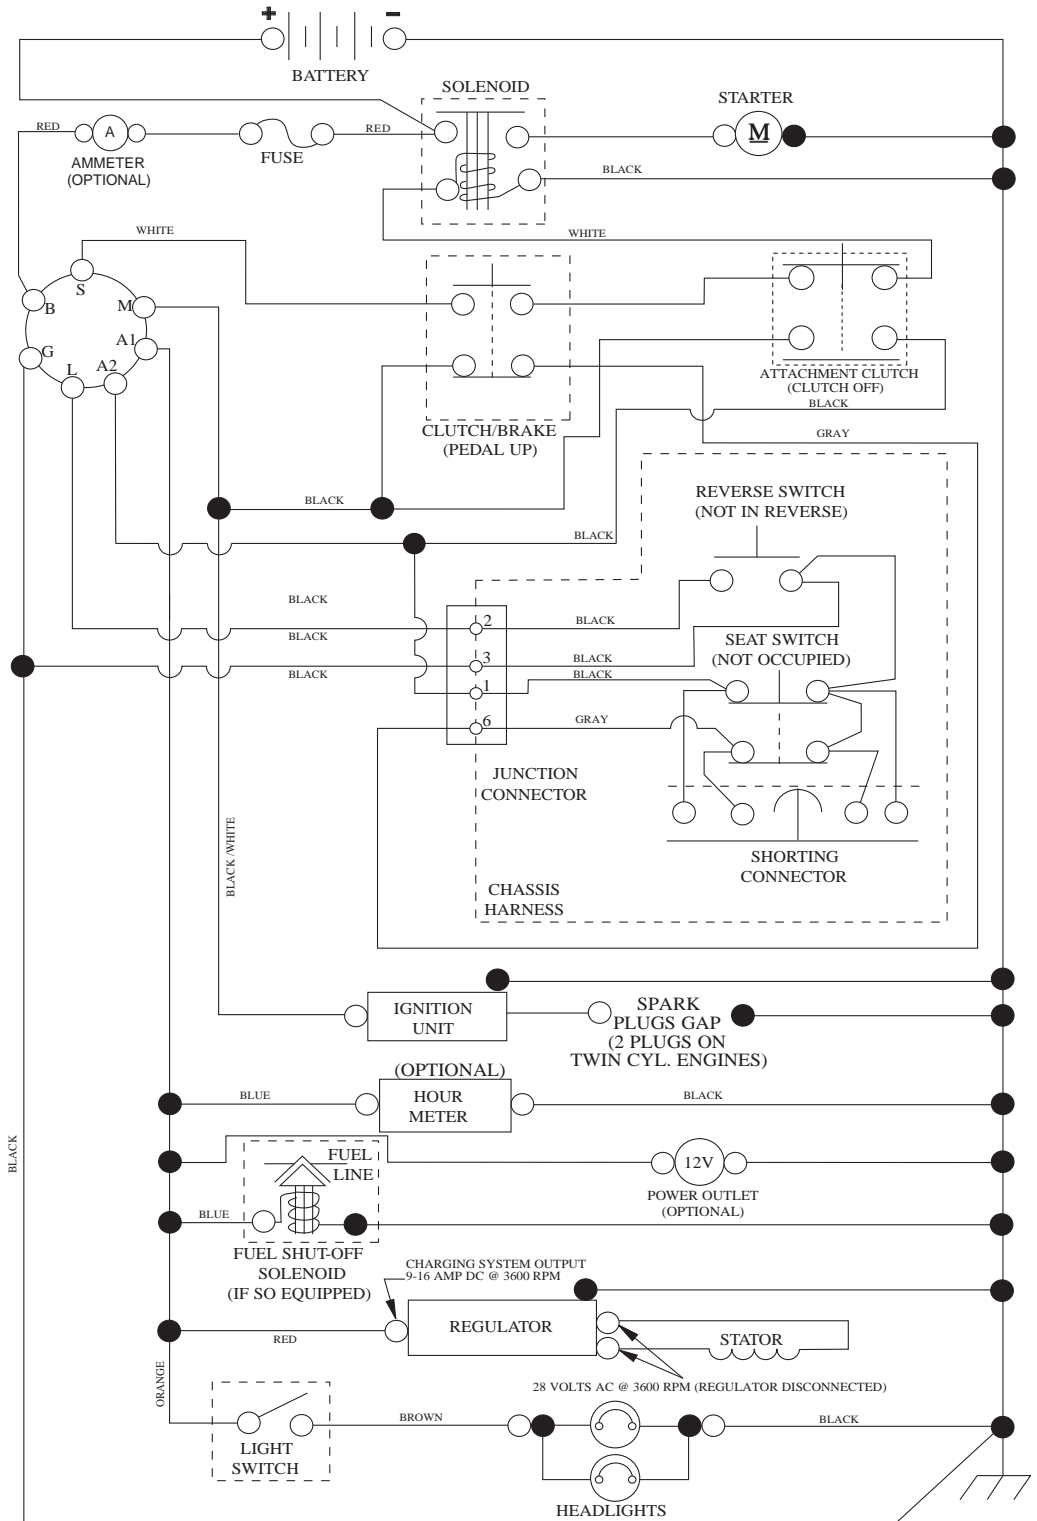 + -
BATTERY
SOLENOID
STARTER
RED
A
RED
M
AMMETER
(OPTIONAL)
FUSE
BLACK
WHITE
WHITE
S
B
M
A1
G
L
A2
ATTACHMENT CLUTCH
(CLUTCH OFF)
BLACK
CLUTCH/BRAKE
(PEDAL UP)
GRAY
REVERSE SWITCH
(NOT IN REVERSE)
BLACK
BLACK
BLACK
2
BLACK
BLACK
SEAT SWITCH
(NOT OCCUPIED)
3
BLACK
BLACK
BLACK
1
6
GRAY
JUNCTION
CONNECTOR
BLACK /WHITE
SHORTING
CONNECTOR
CHASSIS
HARNESS
IGNITION
UNIT
SPARK
PLUGS GAP
(2 PLUGS ON
TWIN CYL. ENGINES)
(OPTIONAL)
BLUE
HOUR
METER
BLACK
BLACK
FUEL
LINE
12V
POWER OUTLET
(OPTIONAL)
BLUE
FUEL SHUT-OFF
SOLENOID
(IF SO EQUIPPED)
CHARGING SYSTEM OUTPUT
9-16 AMP DC @ 3600 RPM
REGULATOR
RED
STATOR
28 VOLTS AC @ 3600 RPM (REGULATOR DISCONNECTED)
ORANGE
BROWN
BLACK
LIGHT
SWITCH
HEADLIGHTS